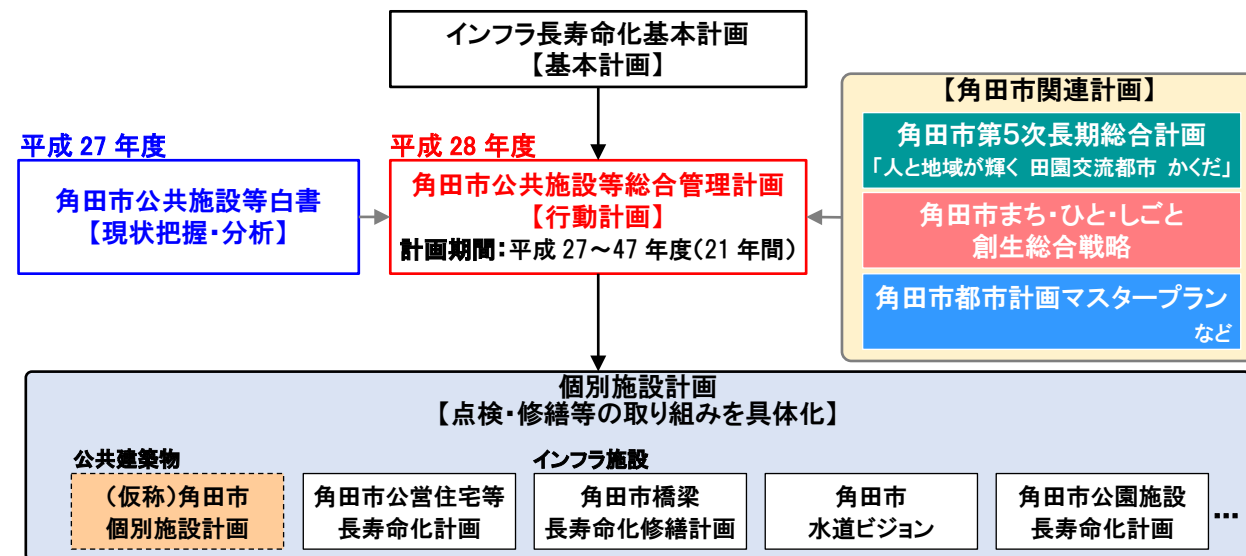 インフラ長寿命化基本計画
【基本計画】
【角田市関連計画】
角田市第5次長期総合計画
「人と地域が輝く 田園交流都市 かくだ」
角田市まち・ひと・しごと
創生総合戦略
角田市都市計画マスタープラン
など
平成 27 年度
角田市公共施設等白書
【現状把握・分析】
平成 28 年度
角田市公共施設等総合管理計画
【行動計画】
計画期間：平成 27～47 年度(21 年間)
個別施設計画
【点検・修繕等の取り組みを具体化】
公共建築物
（仮称）角田市
個別施設計画
角田市公営住宅等
長寿命化計画
インフラ施設
角田市橋梁
長寿命化修繕計画
角田市
水道ビジョン
角田市公園施設
長寿命化計画
…